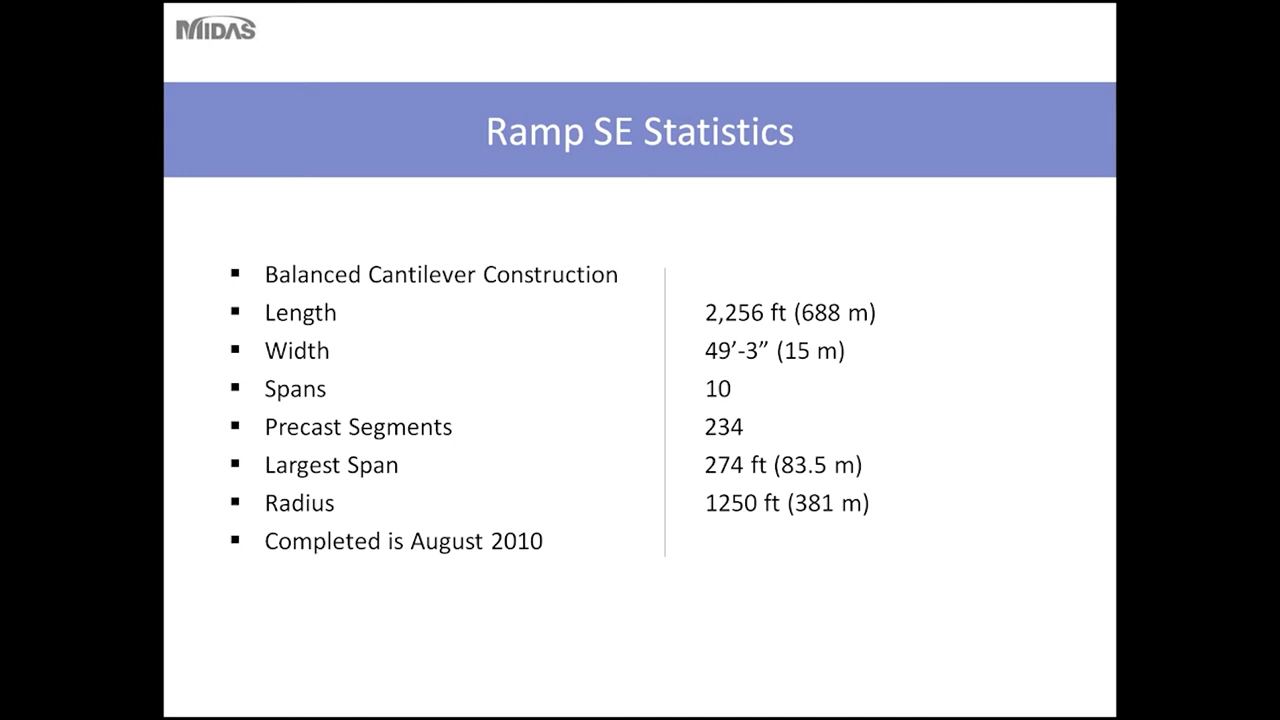 MIDAS
Ramp SE Statistics
▪ Balanced Cantilever Construction
▪ Length 2,256 ft (688 m)
▪ Width 49’-3” (15 m)
▪ Spans 10
▪ Precast Segments 234
▪ Largest Span 274 ft (83.5 m)
▪ Radius 1250 ft (381 m)
▪ Completed is August 2010